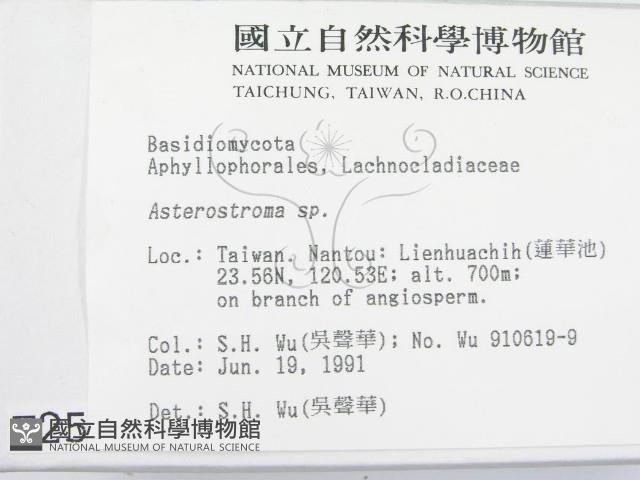 國立自然科學博物館
NATIONAL MUSEUM OF NATURAL SCIENCE
TAICHUNG, TAIWAN, R.O.CHINA
Basidiomycota
Aphyllophorales, Lachnocladiaceae
Asterostroma sp.
Loc.: Taiwan. Nantou: Lienhuachih(蓮華池)
23.56N, 120.53E; alt. 700m;
on branch of angiosperm.
Col.: S.H. Wu(吳聲華); No. Wu 910619-9
Date: Jun. 19, 1991
Det.: S.H. Wu(吳聲華)
25
國立自然科學博物館
NATIONAL MUSEUM OF NATURAL SCIENCE